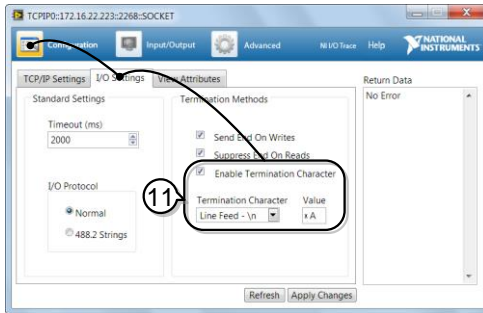 TCPIP0::172.16.22.223::2268::SOCKET
Configuration Input/Output Advanced NI I/O Trace Help NATIONAL INSTRUMENTS
TCP/IP Settings I/O Settings View Attributes Return Data
Standard Settings Termination Methods No Error
Timeout (ms)
2000
Send End On Writes
Suppress End On Reads
Enable Termination Character
I/O Protocol
11
Termination Character Value
Normal Line Feed - \n x A
488.2 Strings
Refresh Apply Changes